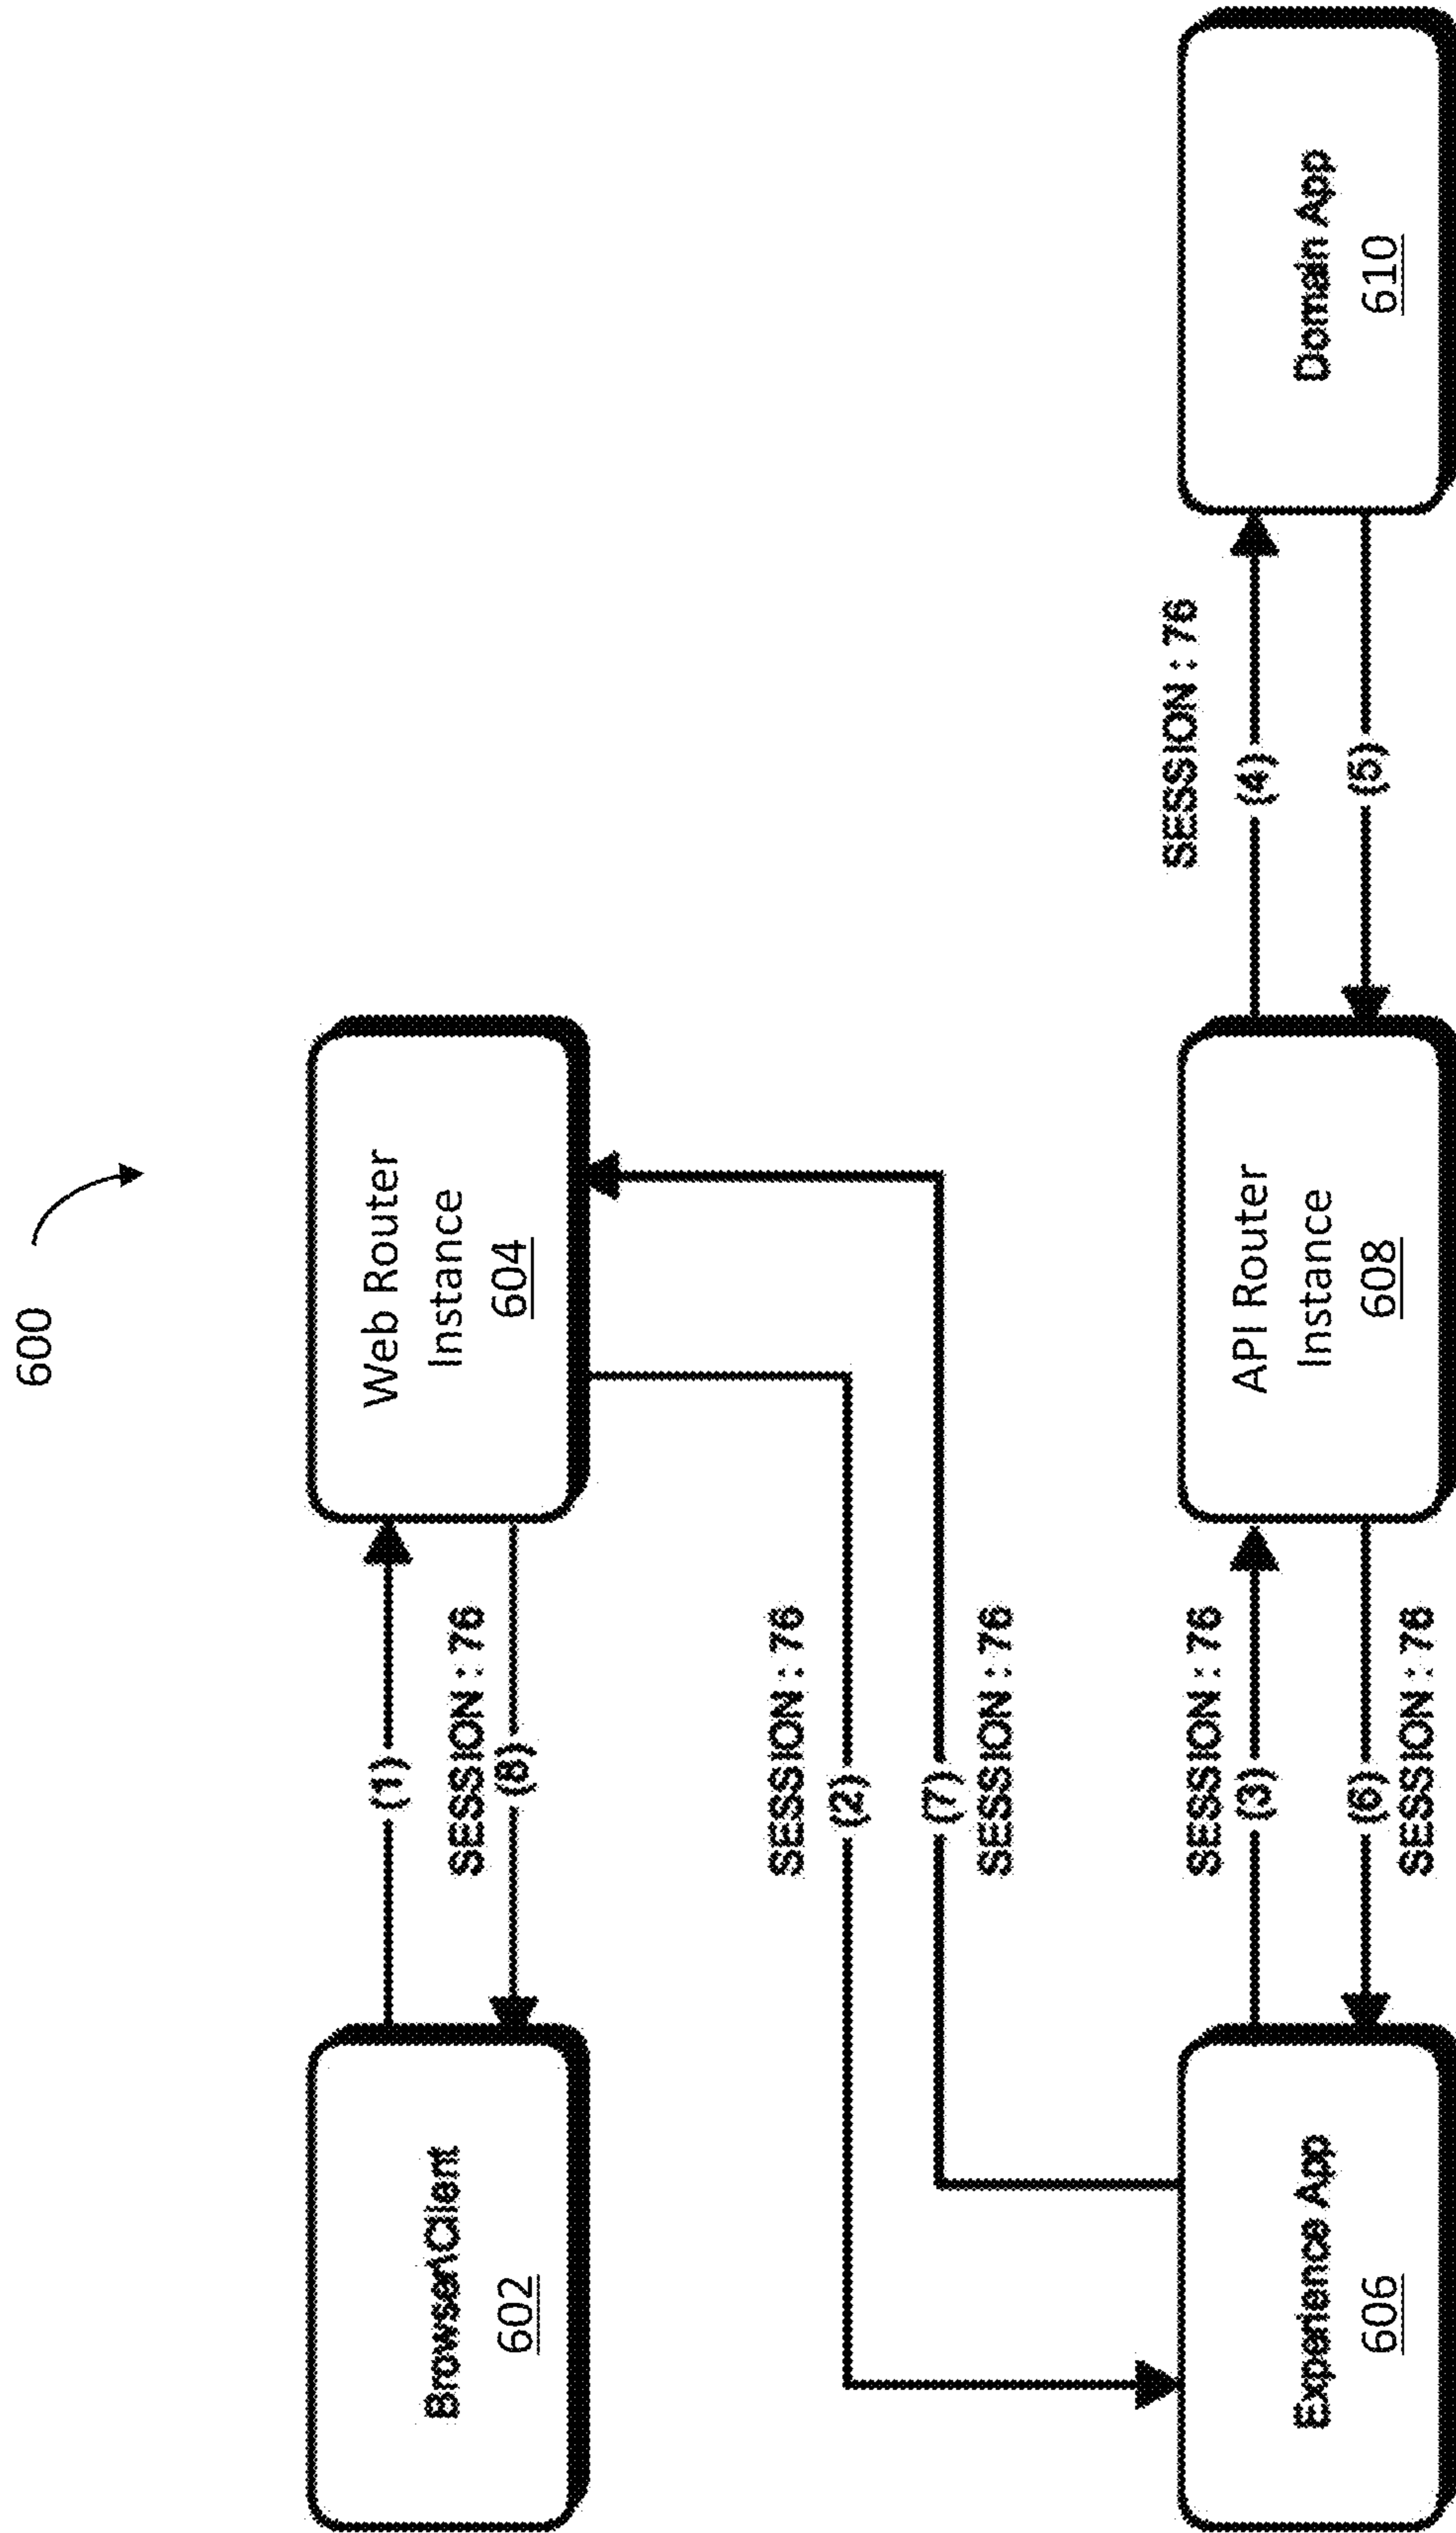 600
Browser\Client
602
(1)
SESSION : 76
(8)
Web Router
Instance
604
SESSION : 76
(2)
(7)
SESSION : 76
Experience App
606
SESSION : 76
(3)
(6)
SESSION : 76
API Router
Instance
608
SESSION : 76
(4)
(5)
Domain App
610